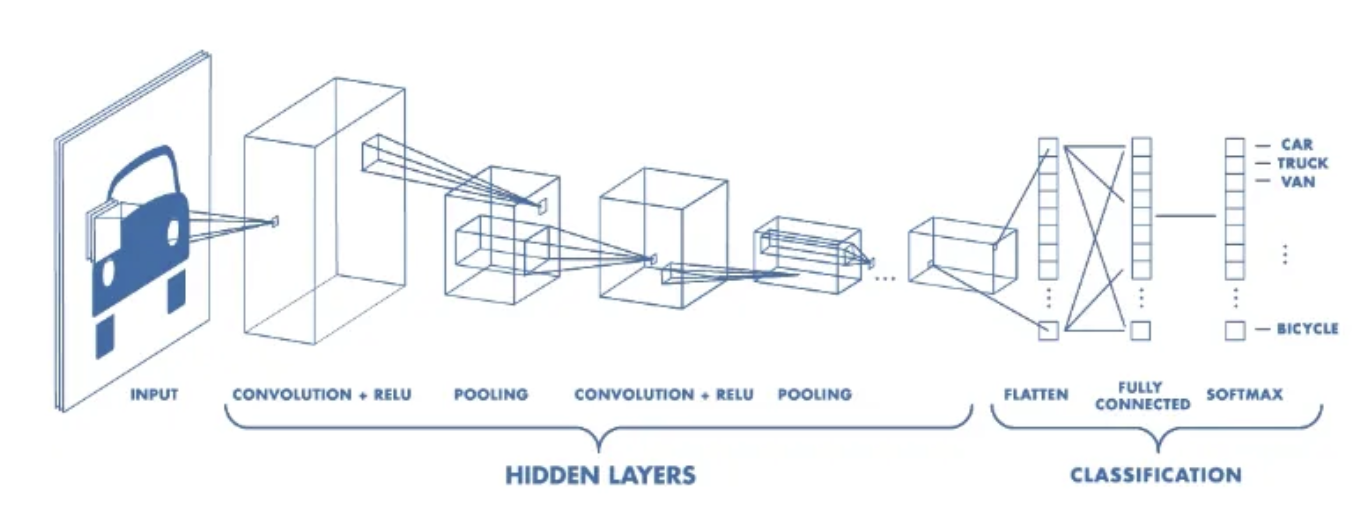 CAR
TRUCK
VAN
BICYCLE
INPUT
CONVOLUTION + RELU
POOLING
CONVOLUTION + RELU
POOLING
FLATTEN
FULLY
CONNECTED
SOFTMAX
HIDDEN LAYERS
CLASSIFICATION